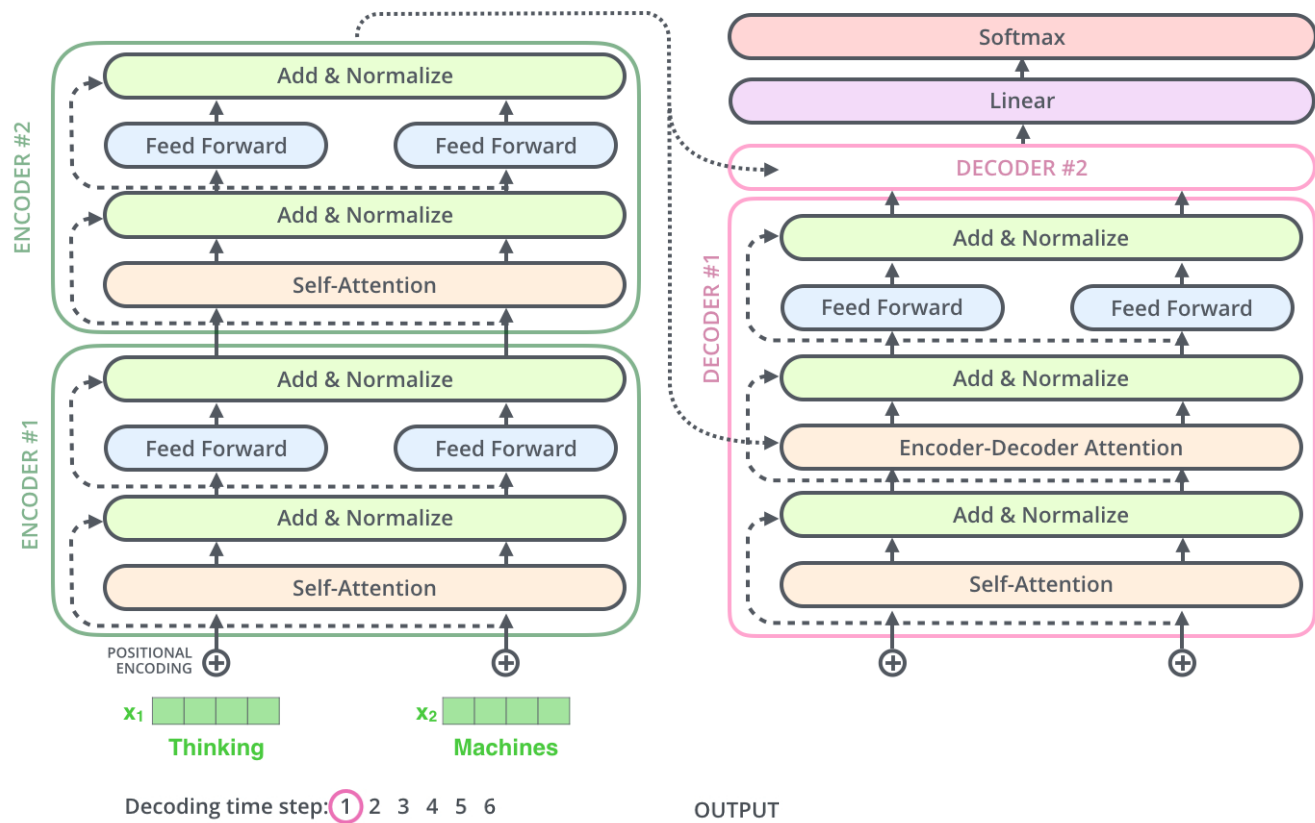 ENCODER #2
Add & Normalize
Feed Forward
Feed Forward
Add & Normalize
Self-Attention
ENCODER #1
Add & Normalize
Feed Forward
Feed Forward
Add & Normalize
Self-Attention
POSITIONAL
ENCODING
x1
x2
Thinking
Machines
Decoding time step: 1 2 3 4 5 6
Softmax
Linear
DECODER #2
DECODER #1
Add & Normalize
Feed Forward
Feed Forward
Add & Normalize
Encoder-Decoder Attention
Add & Normalize
Self-Attention
OUTPUT